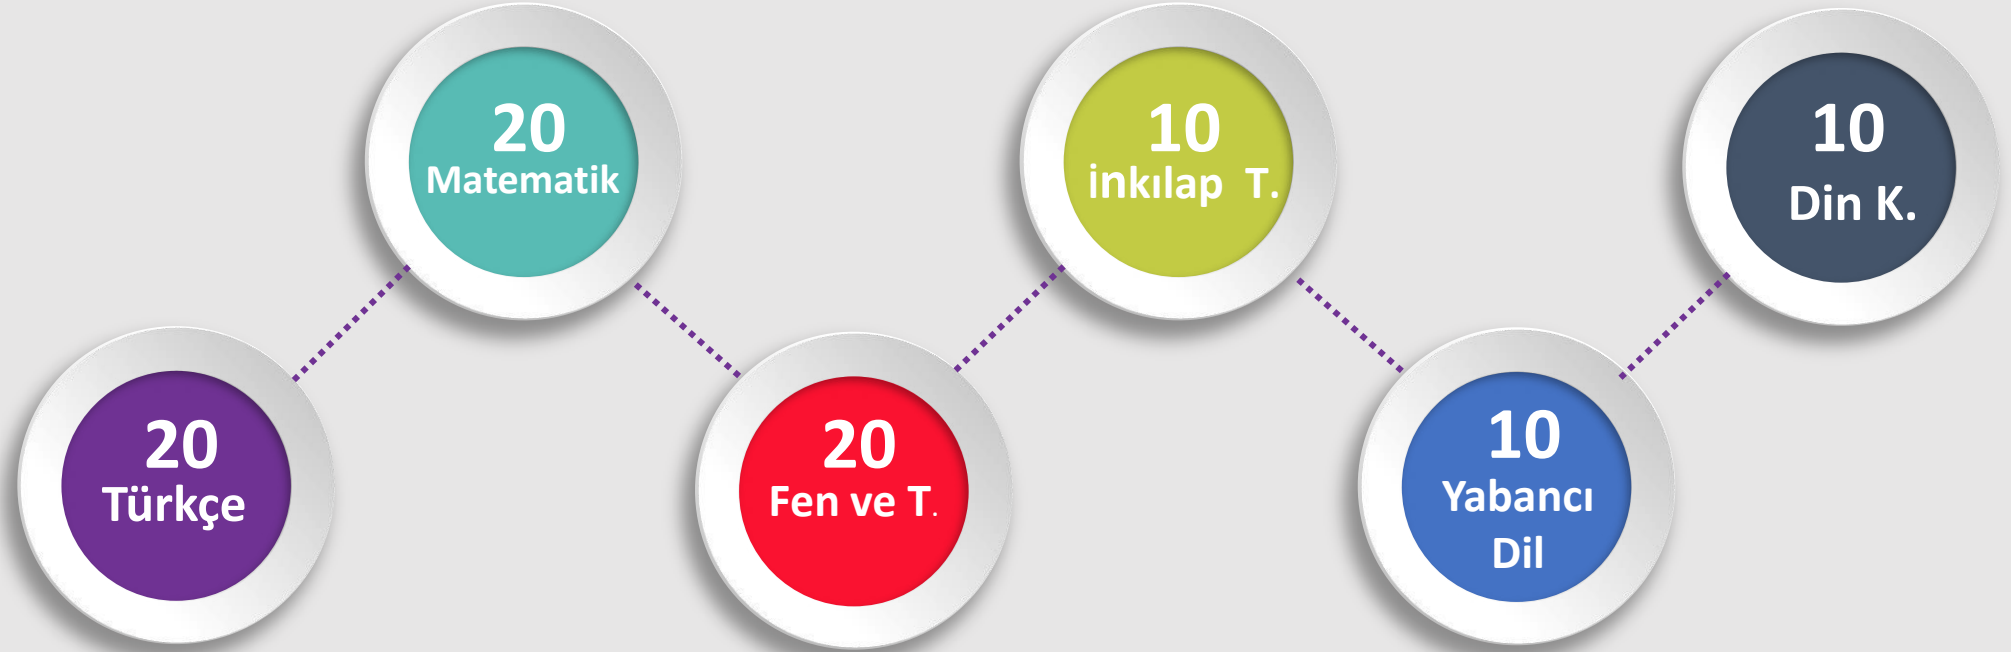 20
Türkçe
20
Matematik
20
Fen ve T.
10
inkılap T.
10
Yabancı
Dil
10
Din K.